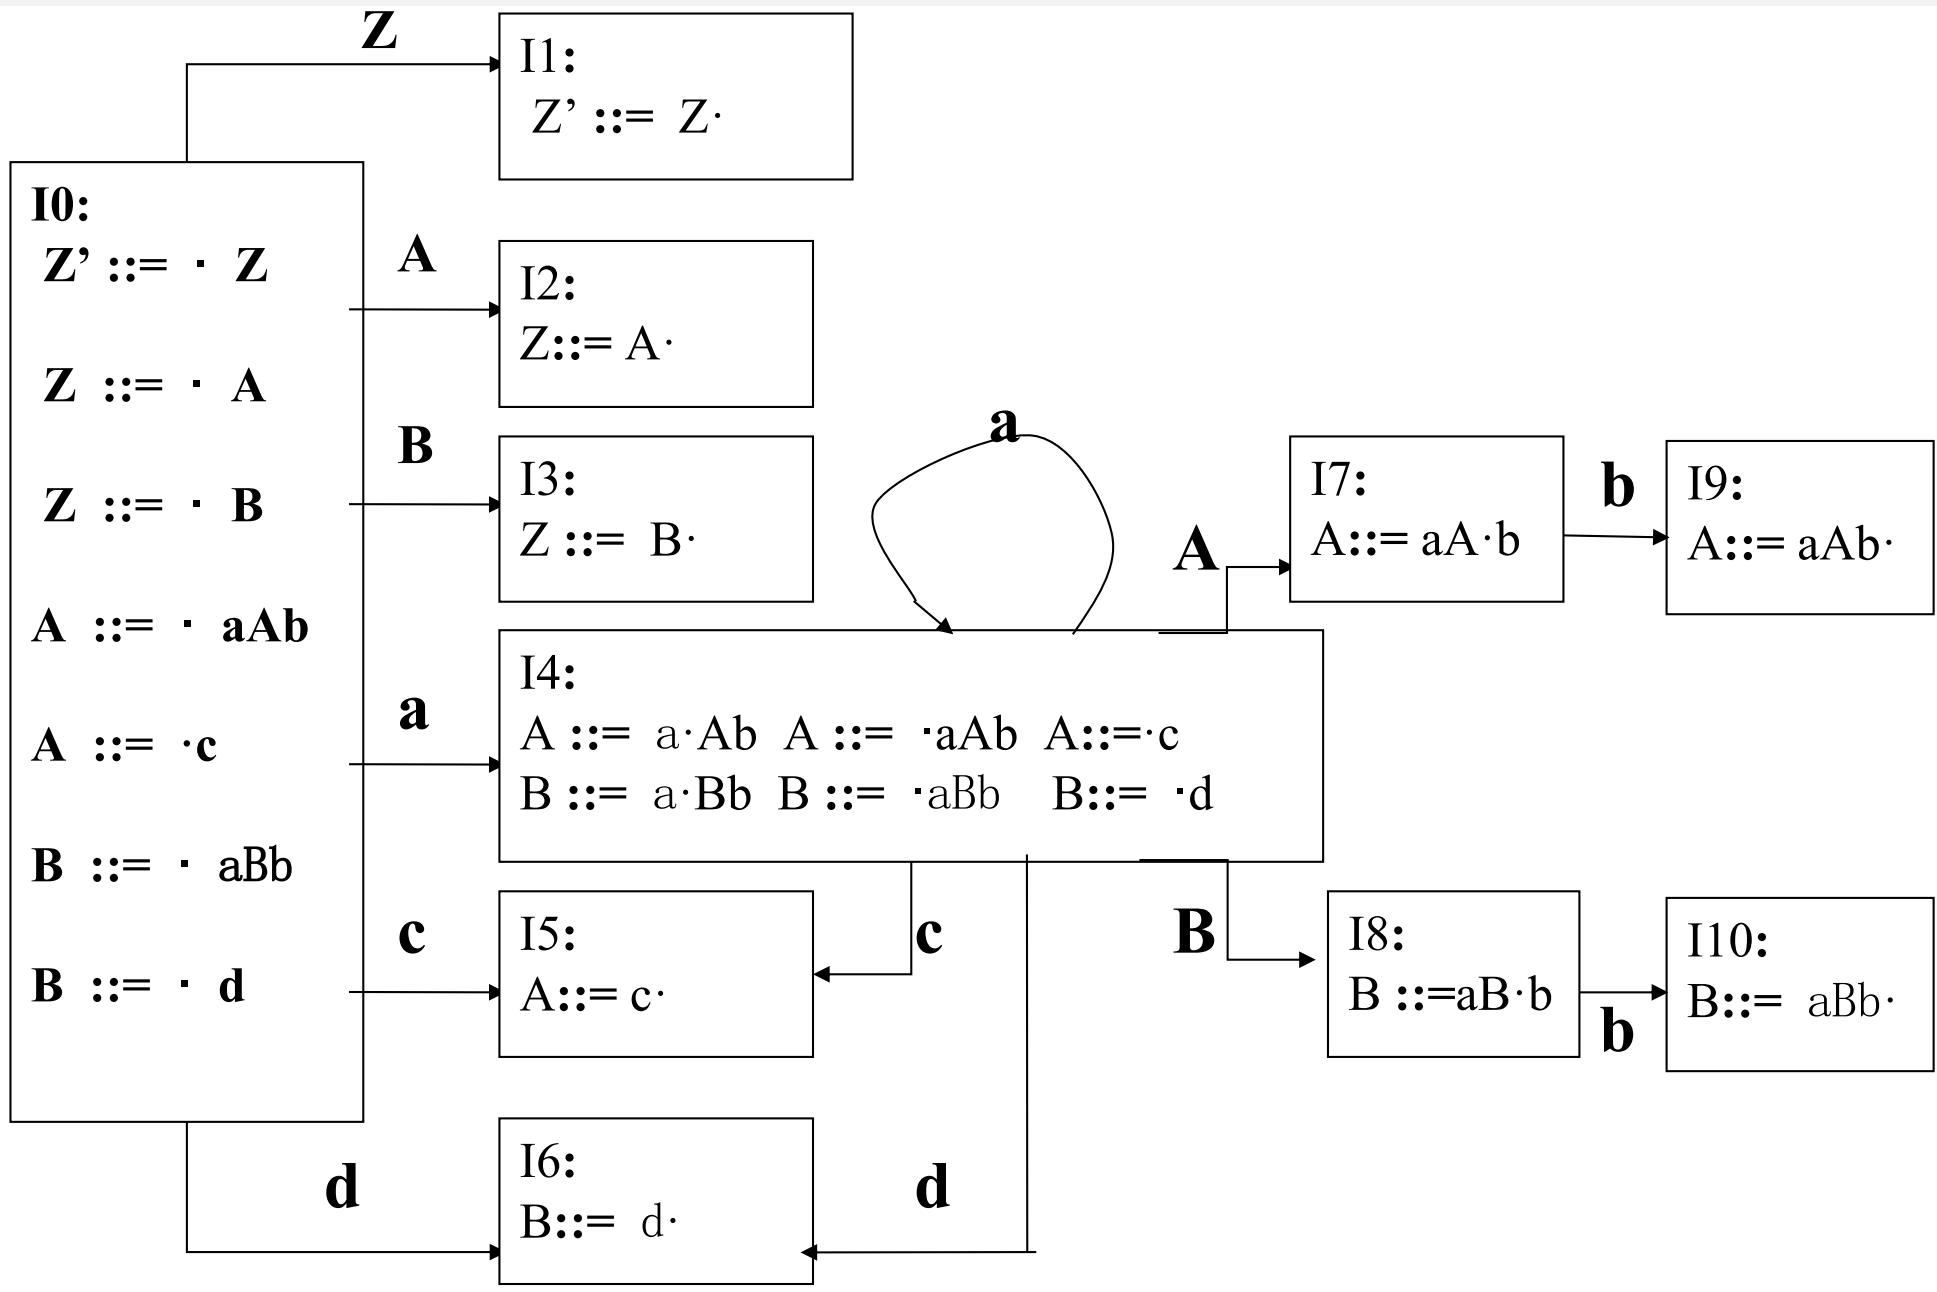 Z
I1:
Z’ ::= Z·
I0:
Z’ ::= · Z
Z ::= · A
Z ::= · B
A ::= · aAb
A ::= ·c
B ::= · aBb
B ::= · d
A
I2:
Z::= A·
B
I3:
Z ::= B·
a
a
I4:
A ::= a·Ab A ::= ·aAb A::=·c
B ::= a·Bb B ::= ·aBb B::= ·d
A
I7:
A::= aA·b
b
I9:
A::= aAb·
c
I5:
A::= c·
c
B
I8:
B ::=aB·b
b
I10:
B::= aBb·
d
I6:
B::= d·
d